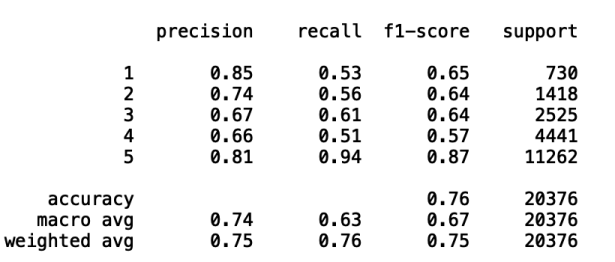 precision recall f1-score support
1 0.85 0.53 0.65 730
2 0.74 0.56 0.64 1418
3 0.67 0.61 0.64 2525
4 0.66 0.51 0.57 4441
5 0.81 0.94 0.87 11262
accuracy 0.76 20376
macro avg 0.74 0.63 0.67 20376
weighted avg 0.75 0.76 0.75 20376